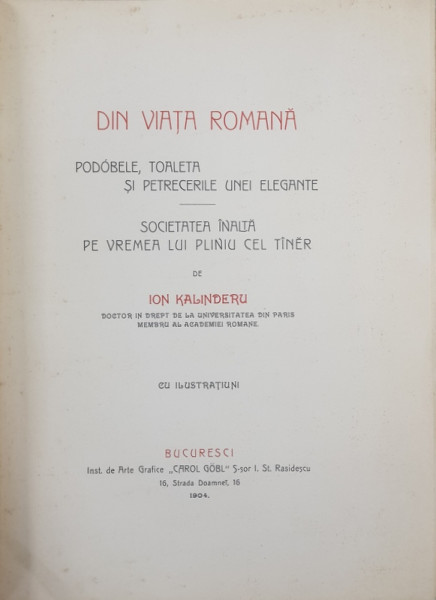 DIN VIAȚA ROMANĂ
PODÓBELE, TOALETA
ȘI PETRECERILE UNEI ELEGANTE
SOCIETATEA ÎNALTĂ
PE VREMEA LUI PLINIU CEL TÎNĔR
DE
ION KALINDERU
DOCTOR IN DREPT DE LA UNIVERSITATEA DIN PARIS
MEMBRU AL ACADEMIEI ROMANE.
CU ILUSTRAȚIUNI
BUCURESCI
Inst. de Arte Grafice „CAROL GÖBL” S-sor I. St. Rasidescu
16, Strada Doamneĭ, 16
1904.